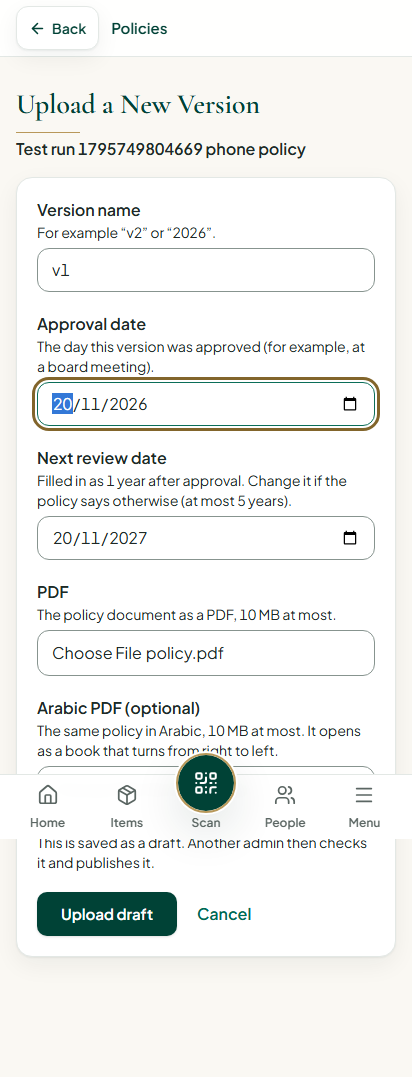 Back
Policies
Upload a New Version
Test run 1795749804669 phone policy
Version name
For example “v2” or “2026”.
v1
Approval date
The day this version was approved (for example, at
a board meeting).
20/11/2026
Next review date
Filled in as 1 year after approval. Change it if the
policy says otherwise (at most 5 years).
20/11/2027
PDF
The policy document as a PDF, 10 MB at most.
Choose File policy.pdf
Arabic PDF (optional)
The same policy in Arabic, 10 MB at most. It opens
as a book that turns from right to left.
Home
Items
Scan
People
Menu
This is saved as a draft. Another admin then checks
it and publishes it.
Upload draft
Cancel